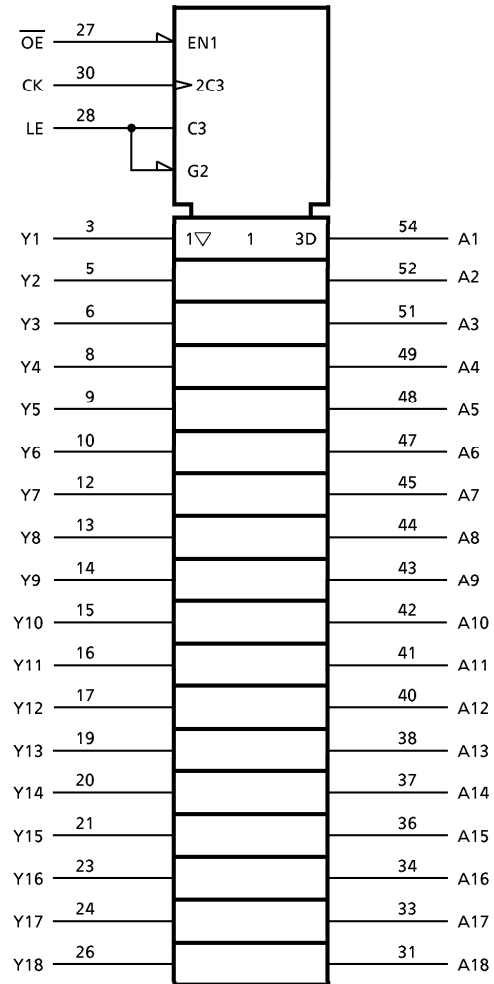 OE 27 EN1
CK 30 2C3
LE 28 C3
G2
Y1 3 1▽ 1 3D 54 A1
Y2 5 52 A2
Y3 6 51 A3
Y4 8 49 A4
Y5 9 48 A5
Y6 10 47 A6
Y7 12 45 A7
Y8 13 44 A8
Y9 14 43 A9
Y10 15 42 A10
Y11 16 41 A11
Y12 17 40 A12
Y13 19 38 A13
Y14 20 37 A14
Y15 21 36 A15
Y16 23 34 A16
Y17 24 33 A17
Y18 26 31 A18